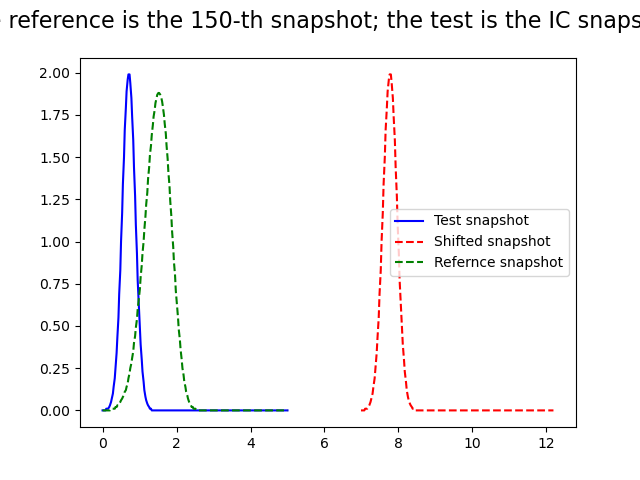 reference is the 150-th snapshot; the test is the IC snaps
2.00
1.75
1.50
1.25
1.00
0.75
0.50
0.25
0.00
Test snapshot
Shifted snapshot
Refernce snapshot
0 2 4 6 8 10 12